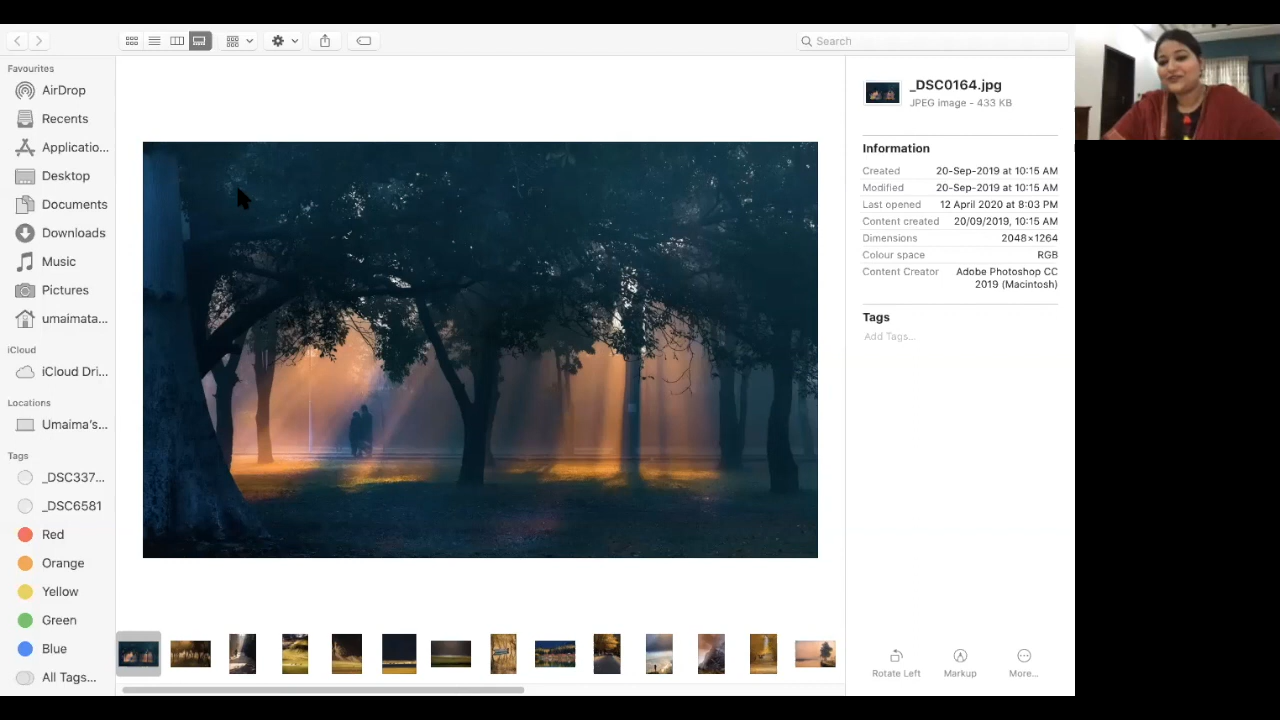 Search
Favourites
AirDrop
Recents
Applicatio...
Desktop
Documents
Downloads
Music
Pictures
umaimata...
iCloud
iCloud Dri...
Locations
Umaima's...
Tags
_DSC337...
_DSC6581
Red
Orange
Yellow
Green
Blue
All Tags...
_DSC0164.jpg
JPEG image - 433 KB
Information
Created 20-Sep-2019 at 10:15 AM
Modified 20-Sep-2019 at 10:15 AM
Last opened 12 April 2020 at 8:03 PM
Content created 20/09/2019, 10:15 AM
Dimensions 2048×1264
Colour space RGB
Content Creator Adobe Photoshop CC
2019 (Macintosh)
Tags
Add Tags...
Rotate Left
Markup
More...